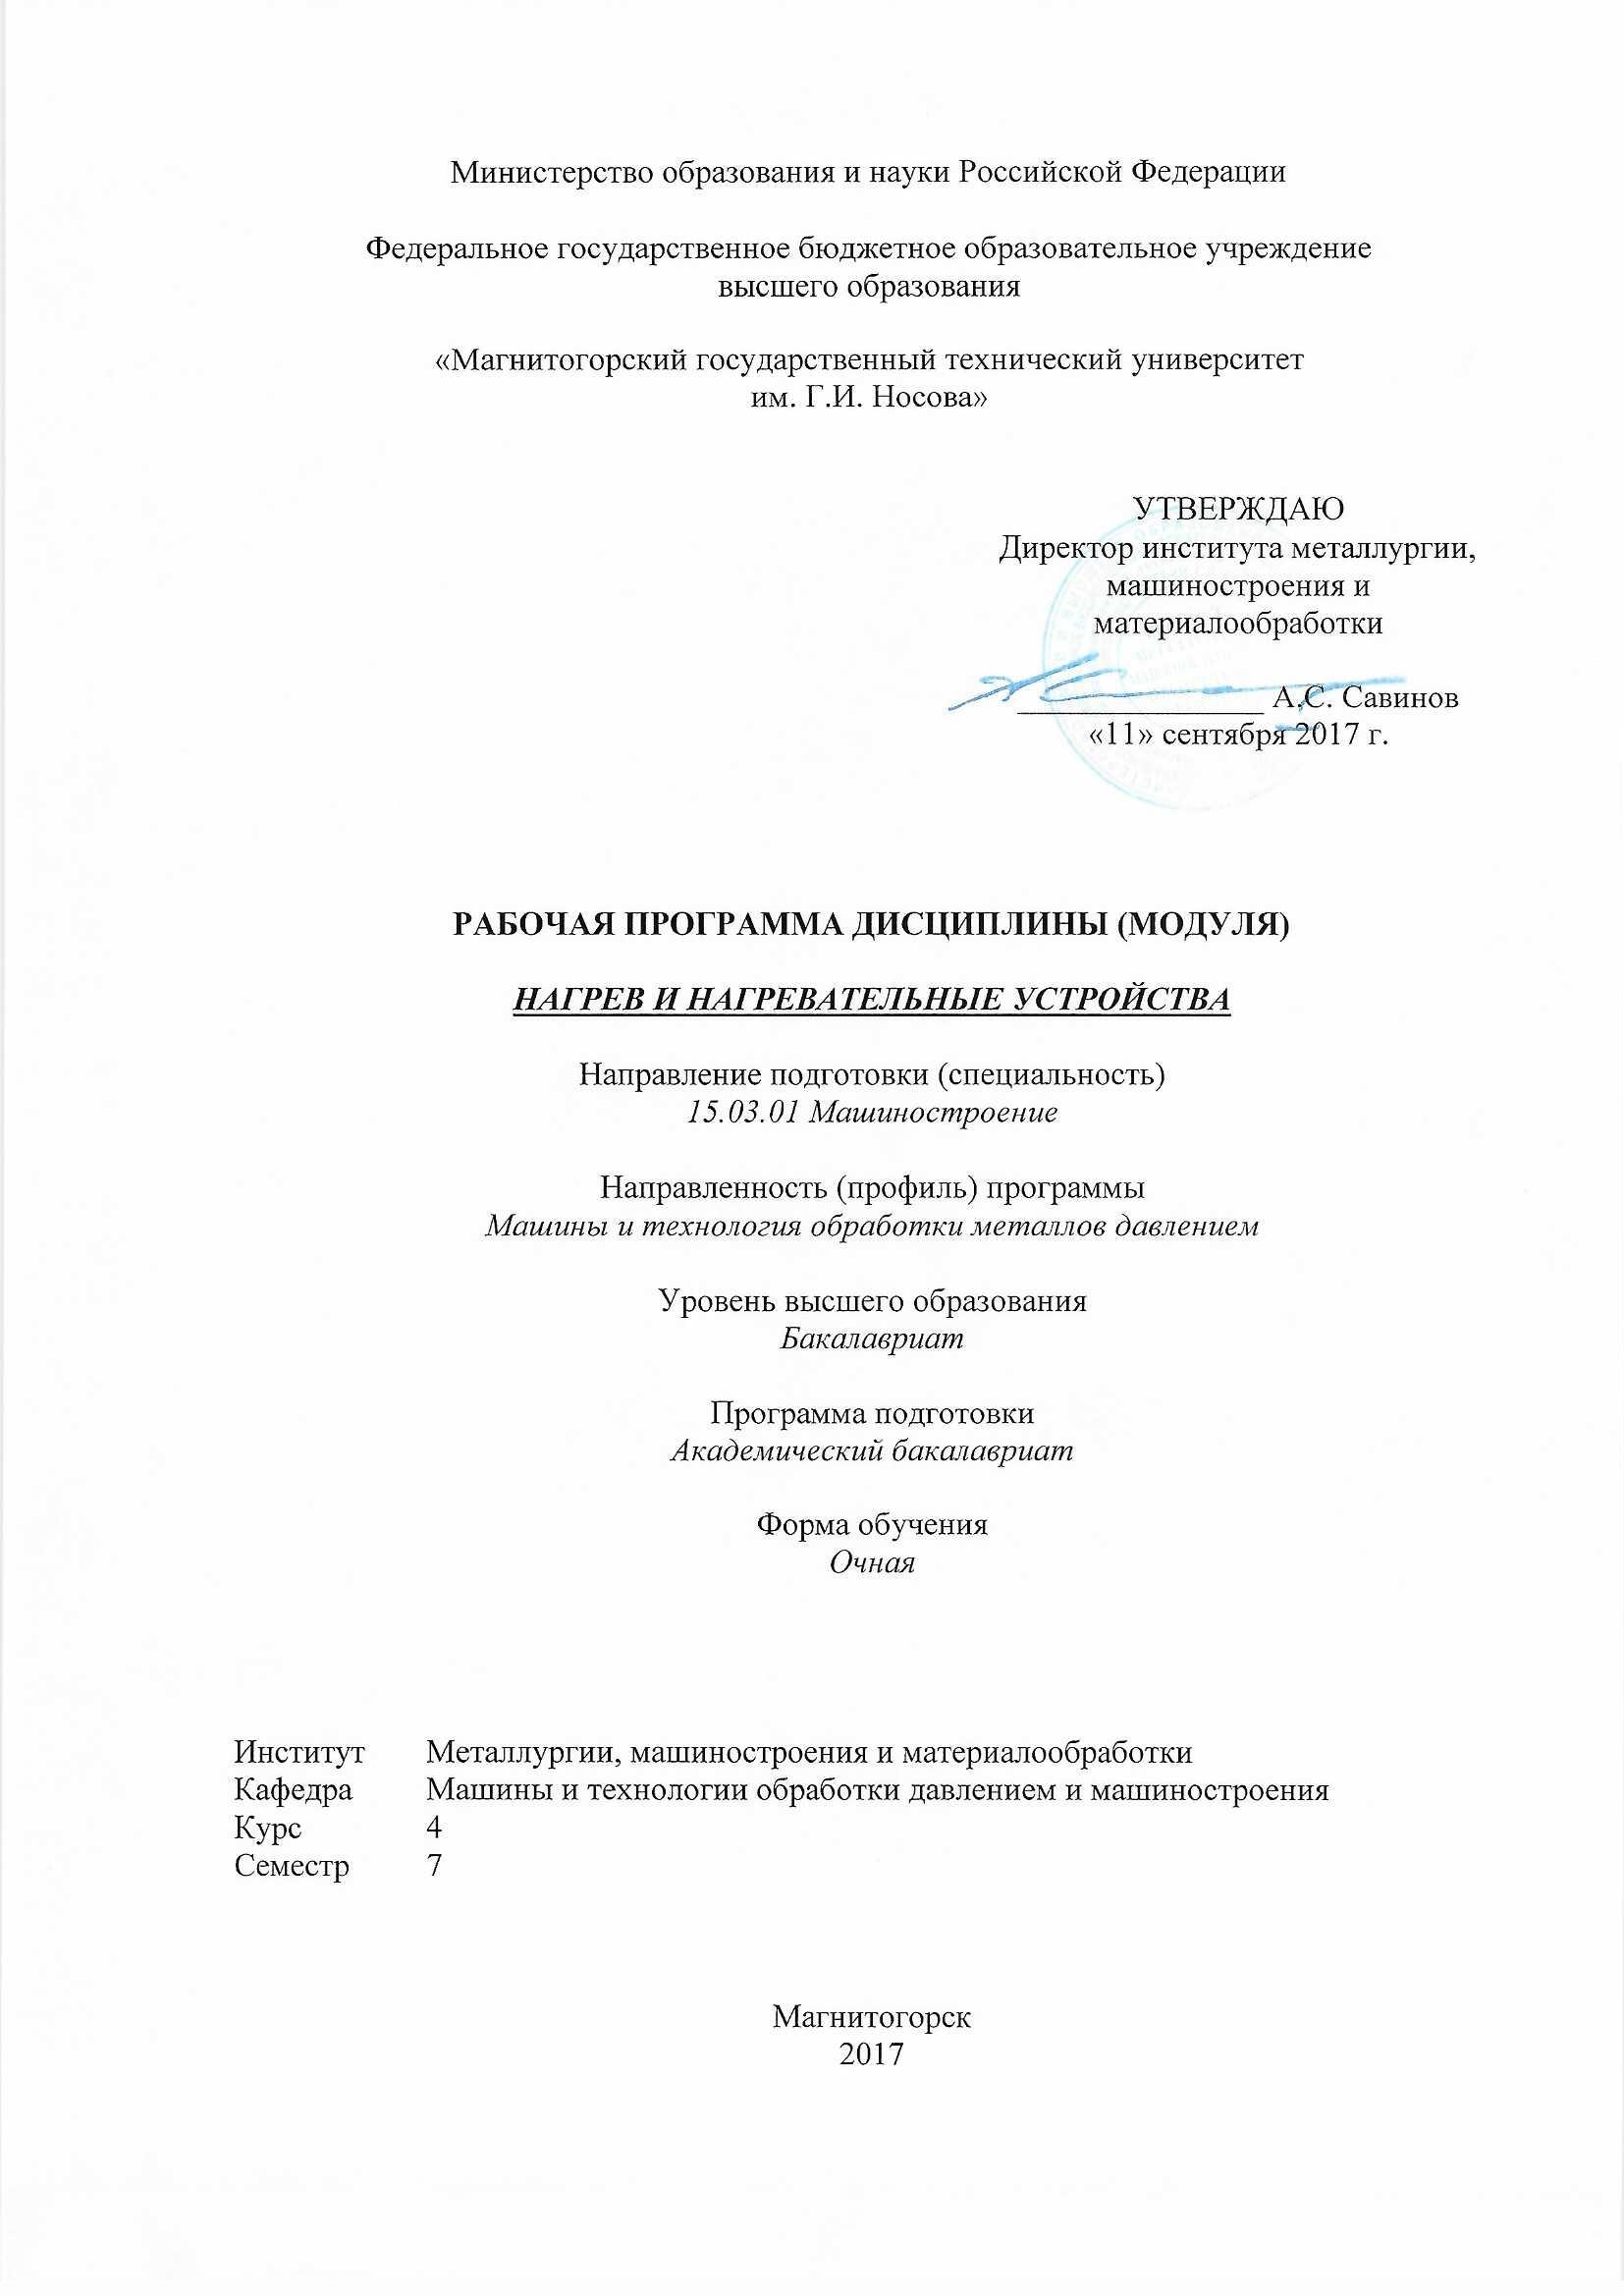 Министерство образования и науки Российской Федерации
Федеральное государственное бюджетное образовательное учреждение
высшего образования
«Магнитогорский государственный технический университет
им. Г.И. Носова»
УТВЕРЖДАЮ
Директор института металлургии,
машиностроения и
материалообработки
А.С. Савинов
«11» сентября 2017 г.
РАБОЧАЯ ПРОГРАММА ДИСЦИПЛИНЫ (МОДУЛЯ)
НАГРЕВ И НАГРЕВАТЕЛЬНЫЕ УСТРОЙСТВА
Направление подготовки (специальность)
15.03.01 Машиностроение
Направленность (профиль) программы
Машины и технология обработки металлов давлением
Уровень высшего образования
Бакалавриат
Программа подготовки
Академический бакалавриат
Форма обучения
Очная
Институт Металлургии, машиностроения и материалообработки
Кафедра Машины и технологии обработки давлением и машиностроения
Курс 4
Семестр 7
Магнитогорск
2017